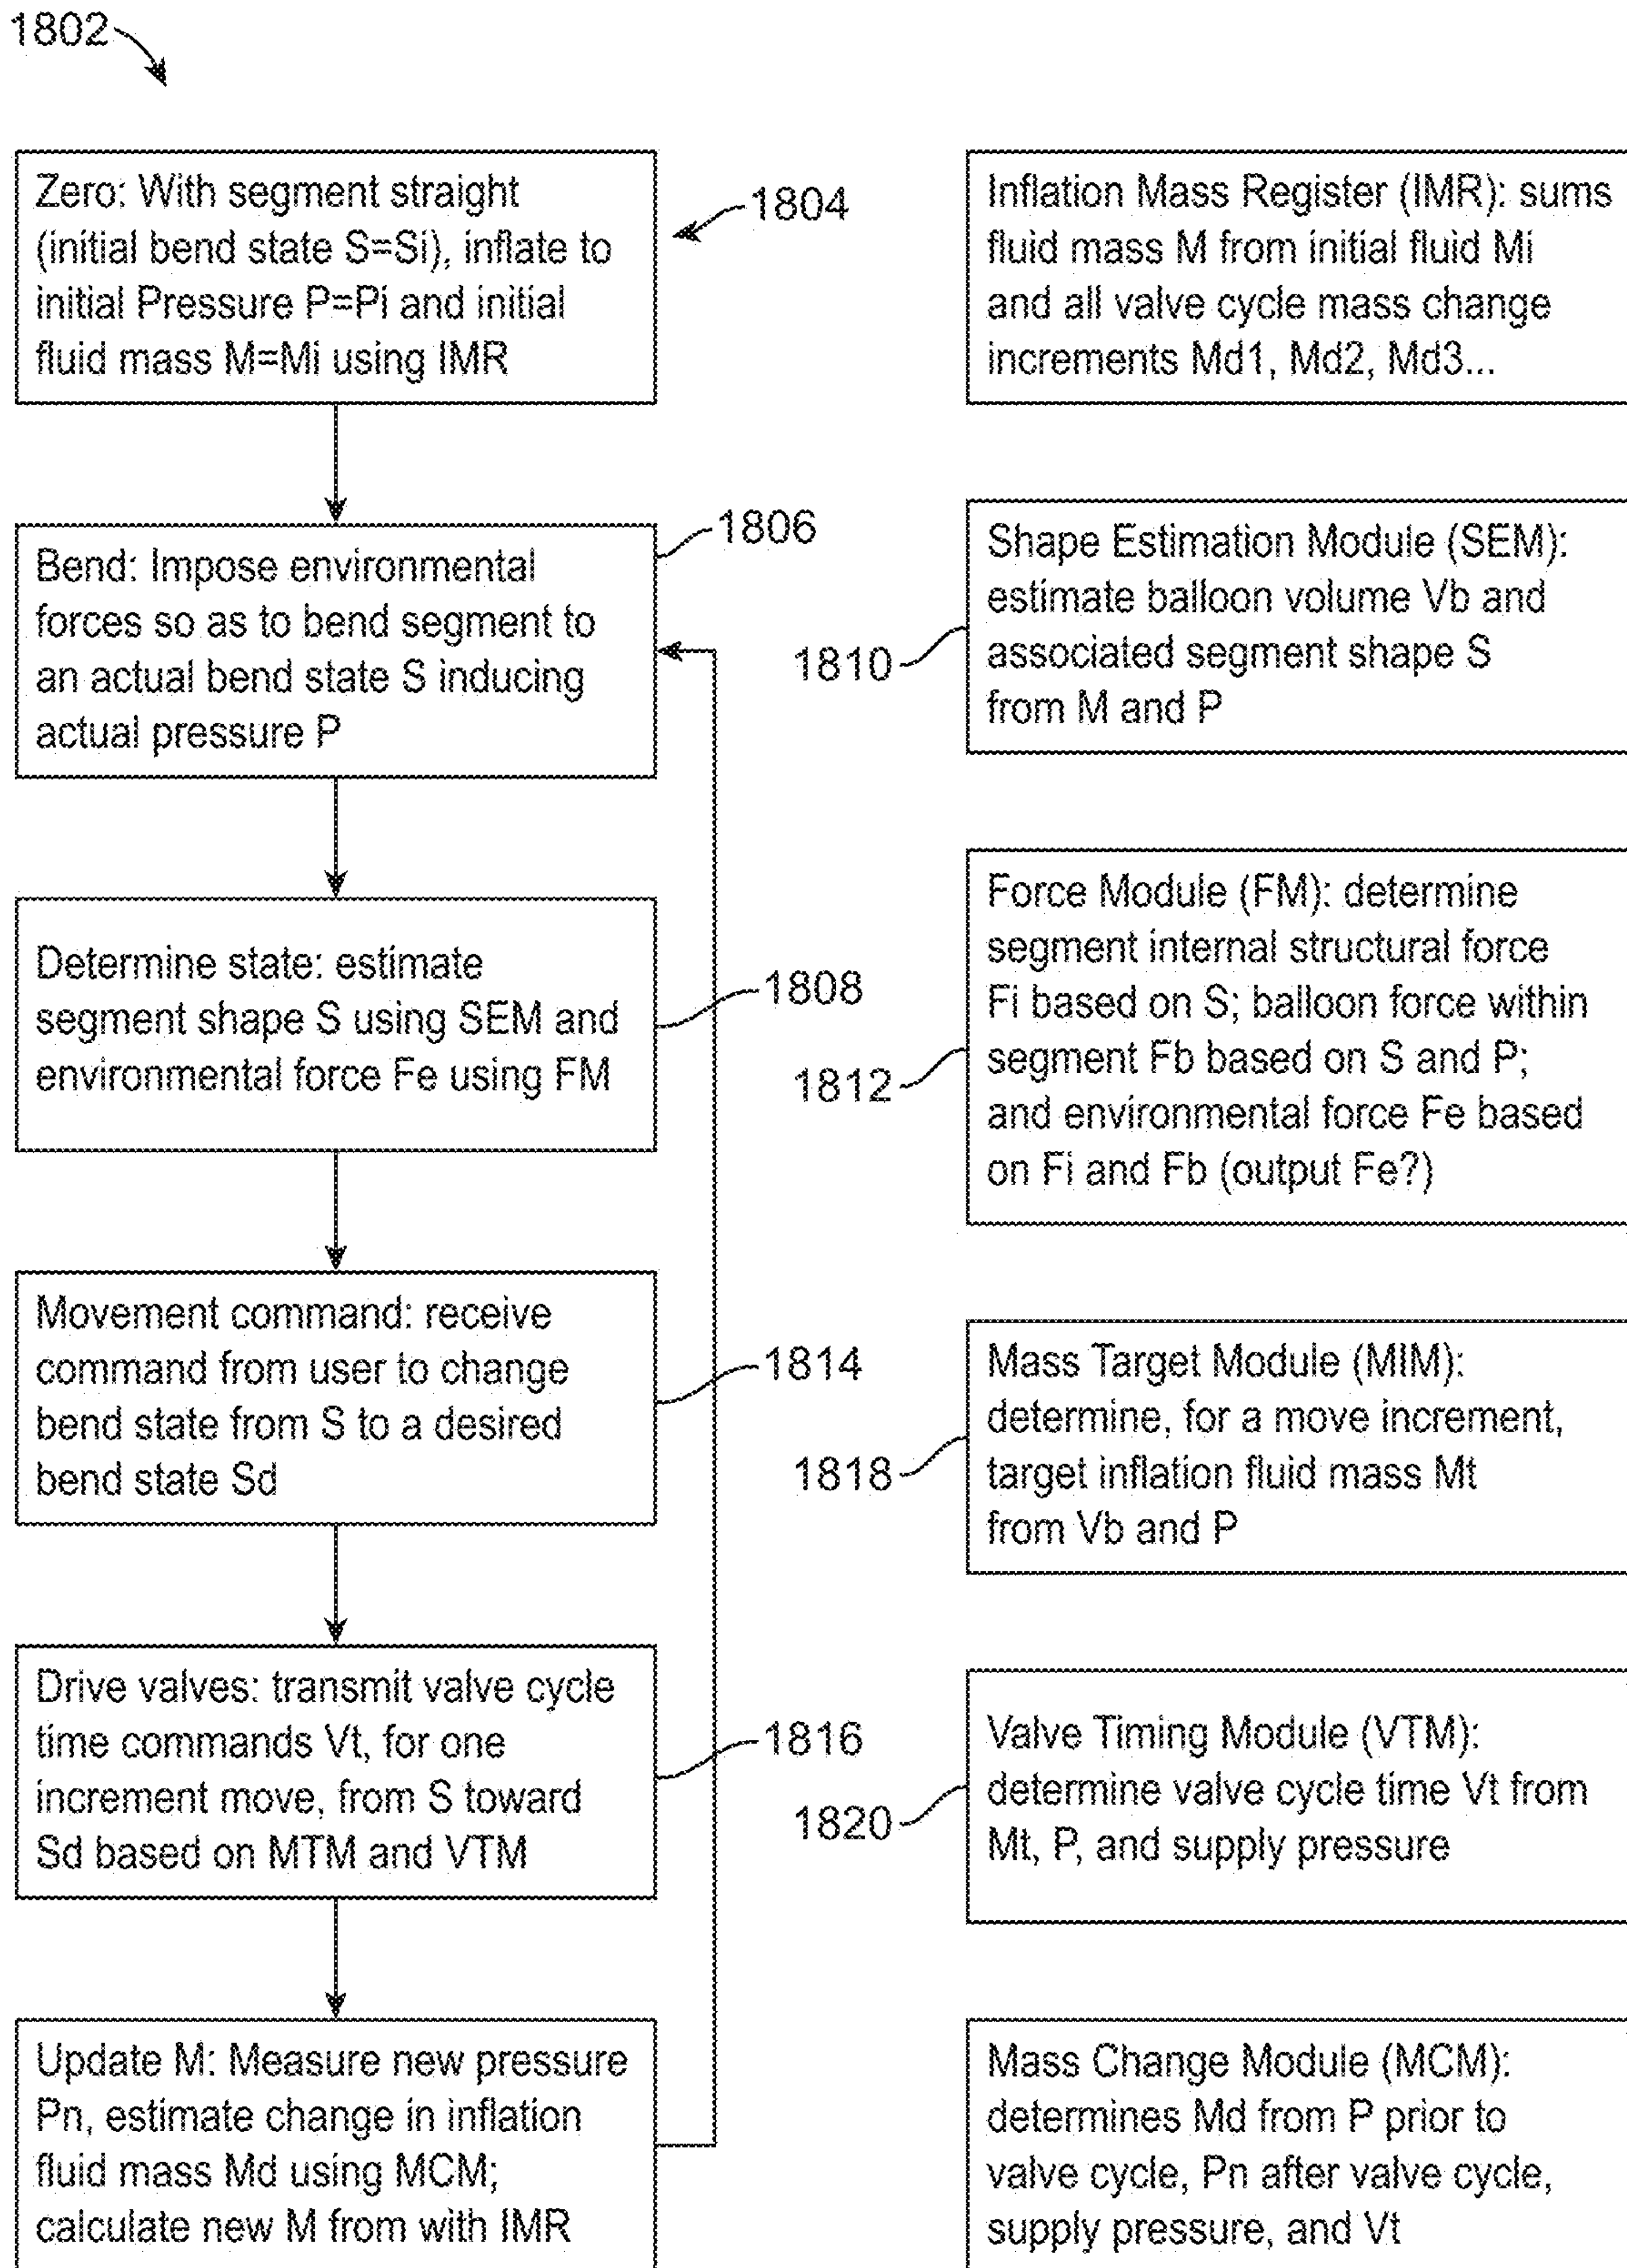 1802
Zero: With segment straight
(initial bend state S=Si), inflate to
initial Pressure P=Pi and initial
fluid mass M=Mi using IMR
1804
Bend: Impose environmental
forces so as to bend segment to
an actual bend state S inducing
actual pressure P
1806
Determine state: estimate
segment shape S using SEM and
environmental force Fe using FM
1808
Movement command: receive
command from user to change
bend state from S to a desired
bend state Sd
1814
Drive valves: transmit valve cycle
time commands Vt, for one
increment move, from S toward
Sd based on MTM and VTM
1816
Update M: Measure new pressure
Pn, estimate change in inflation
fluid mass Md using MCM;
calculate new M from with IMR
Inflation Mass Register (IMR): sums
fluid mass M from initial fluid Mi
and all valve cycle mass change
increments Md1, Md2, Md3...
Shape Estimation Module (SEM):
estimate balloon volume Vb and
associated segment shape S
from M and P
1810
Force Module (FM): determine
segment internal structural force
Fi based on S; balloon force within
segment Fb based on S and P;
and environmental force Fe based
on Fi and Fb (output Fe?)
1812
Mass Target Module (MIM):
determine, for a move increment,
target inflation fluid mass Mt
from Vb and P
1818
Valve Timing Module (VTM):
determine valve cycle time Vt from
Mt, P, and supply pressure
1820
Mass Change Module (MCM):
determines Md from P prior to
valve cycle, Pn after valve cycle,
supply pressure, and Vt